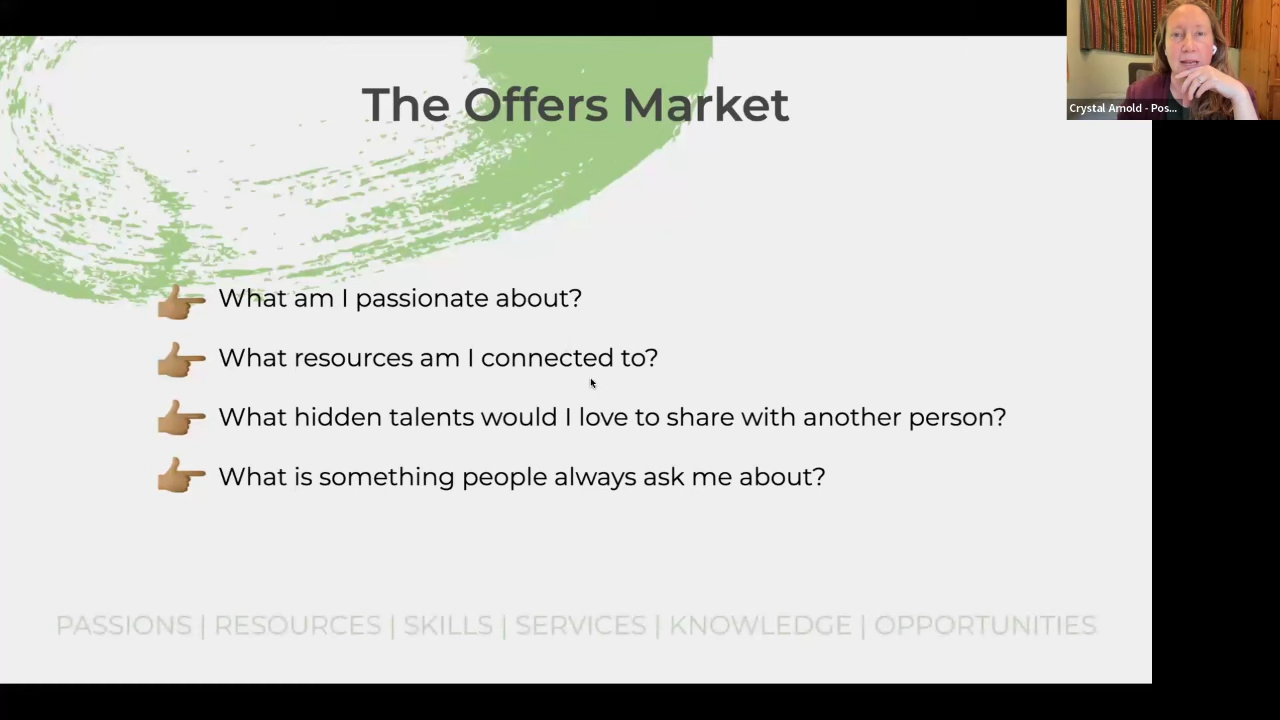 The Offers Market
Crystal Arnold - Pos...
What am I passionate about?
What resources am I connected to?
What hidden talents would I love to share with another person?
What is something people always ask me about?
PASSIONS | RESOURCES | SKILLS | SERVICES | KNOWLEDGE | OPPORTUNITIES